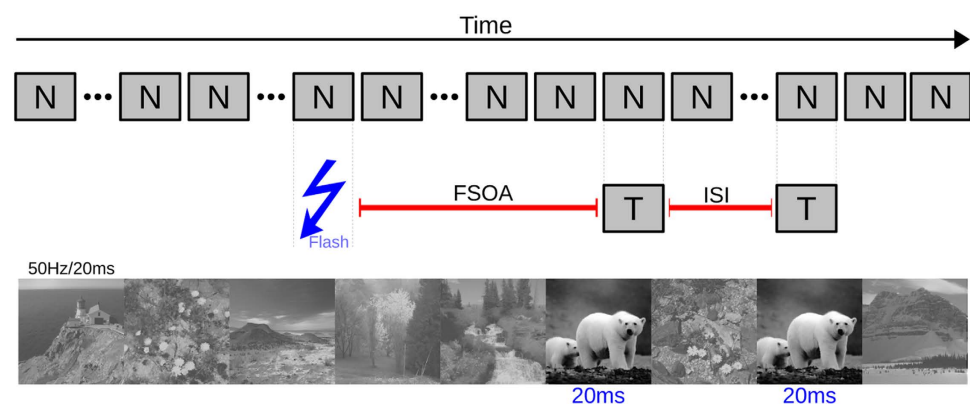 Time
N ••• N N ••• N N ••• N N N N ••• N N N
FSOA
ISI
T
T
Flash
50Hz/20ms
20ms
20ms